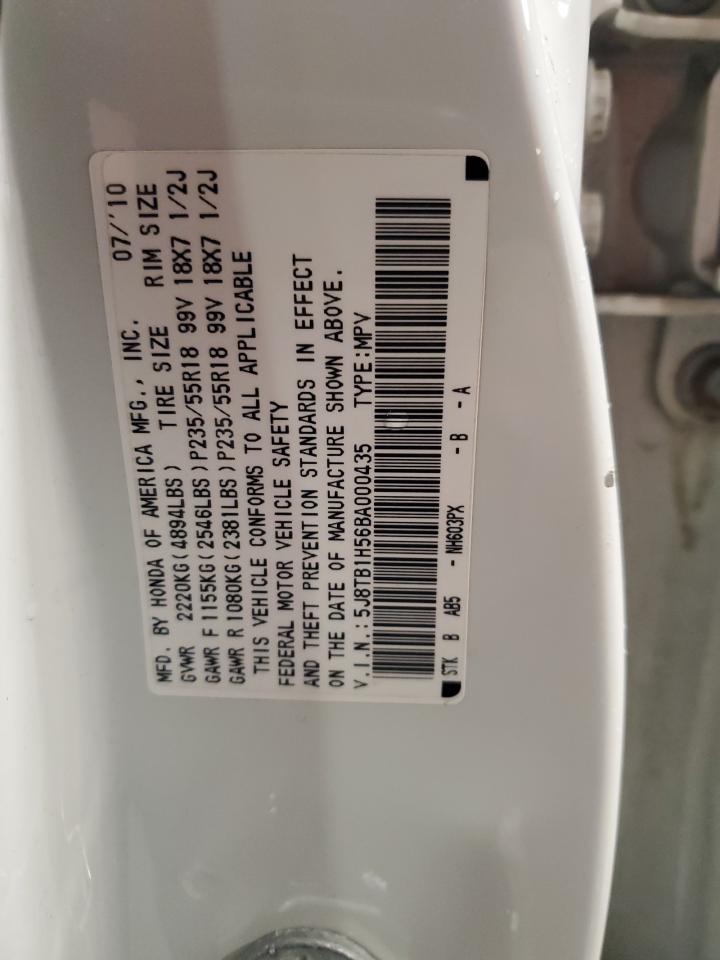 MFD. BY HONDA OF AMERICA MFG., INC. 07/'10
GVWR 2220KG(4894LBS) TIRE SIZE RIM SIZE
GAWR F 1155KG(2546LBS)P235/55R18 99V 18X7 1/2J
GAWR R 1080KG(2381LBS)P235/55R18 99V 18X7 1/2J
THIS VEHICLE CONFORMS TO ALL APPLICABLE
FEDERAL MOTOR VEHICLE SAFETY
AND THEFT PREVENTION STANDARDS IN EFFECT
ON THE DATE OF MANUFACTURE SHOWN ABOVE.
V.I.N.:5J8TB1H56BA000435 TYPE:MPV
STK B AB5 - NH603PX - B - A